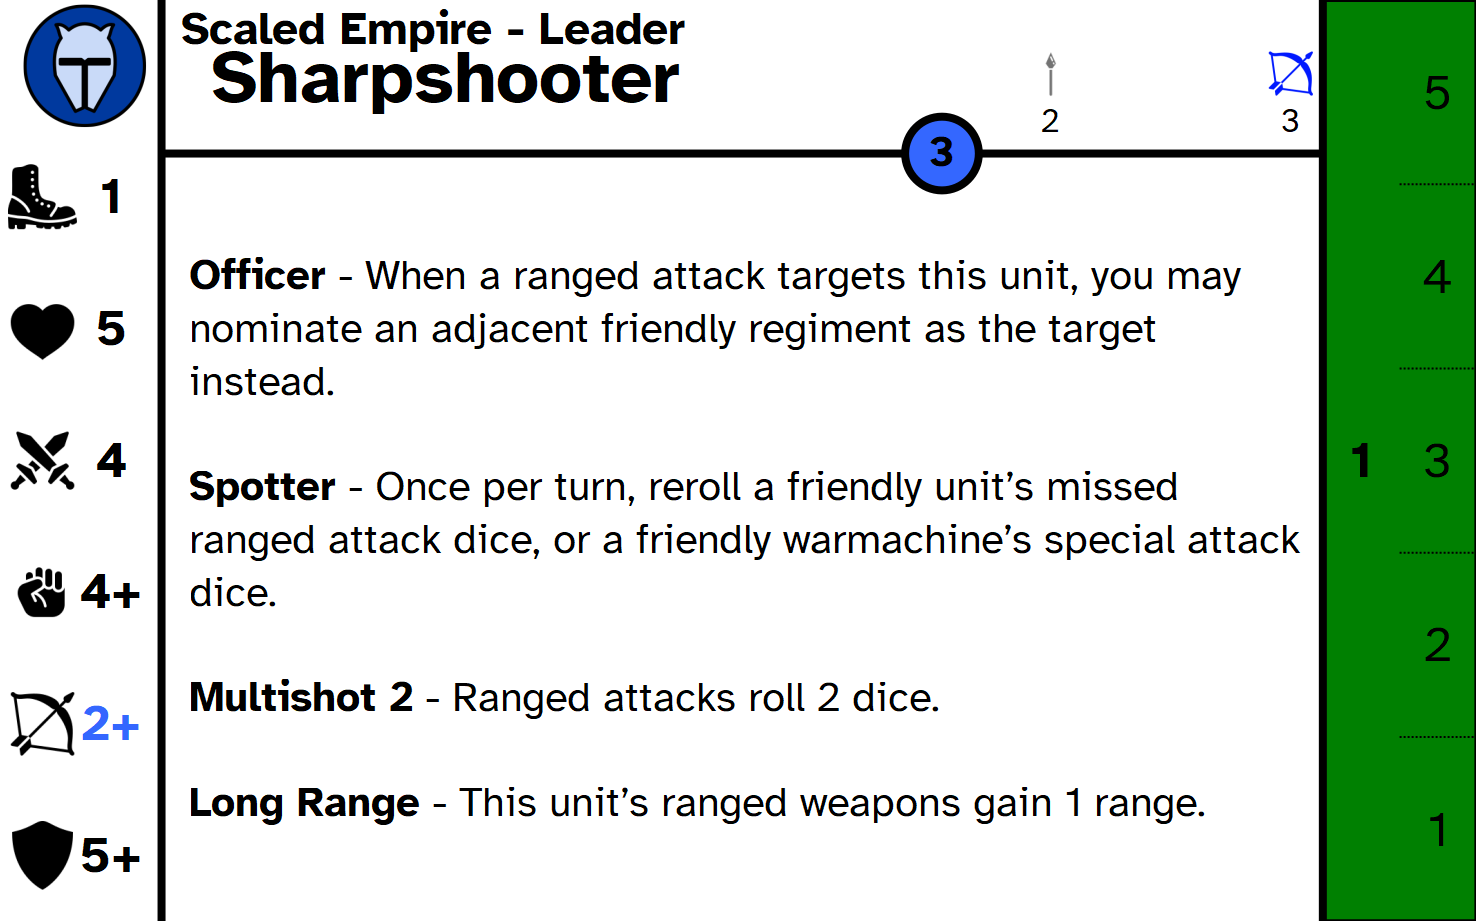 Scaled Empire - Leader
Sharpshooter
2
3
3
1
5
4
4+
2+
5+
Officer - When a ranged attack targets this unit, you may
nominate an adjacent friendly regiment as the target
instead.
Spotter - Once per turn, reroll a friendly unit’s missed
ranged attack dice, or a friendly warmachine’s special attack
dice.
Multishot 2 - Ranged attacks roll 2 dice.
Long Range - This unit’s ranged weapons gain 1 range.
5
4
1 3
2
1